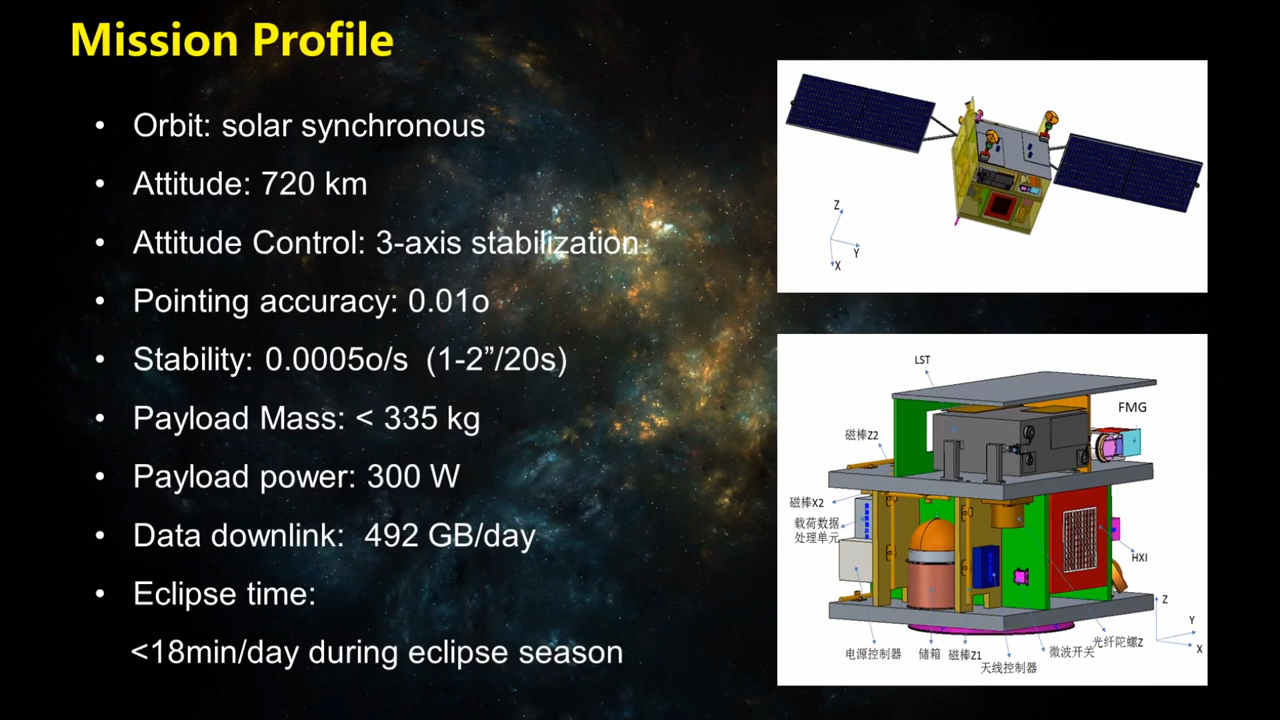 Mission Profile
• Orbit: solar synchronous
• Attitude: 720 km
• Attitude Control: 3-axis stabilization
• Pointing accuracy: 0.01o
• Stability: 0.0005o/s (1-2”/20s)
• Payload Mass: < 335 kg
• Payload power: 300 W
• Data downlink: 492 GB/day
• Eclipse time:
<18min/day during eclipse season
Z
Y
X
LST
FMG
磁棒Z2
磁棒X2
载荷数据
处理单元
HXI
Z
Y
X
电源控制器
储箱
磁棒Z1
天线控制器
微波开关
光纤陀螺Z